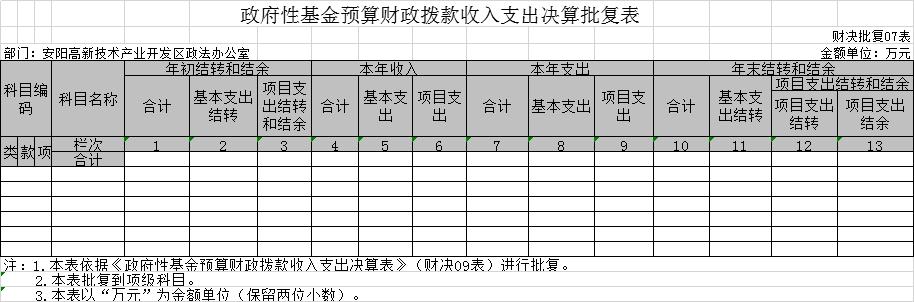 政府性基金预算财政拨款收入支出决算批复表
财决批复07表
部门：安阳高新技术产业开发区政法办公室 金额单位：万元
科目编码 科目名称 年初结转和结余 本年收入 本年支出 年末结转和结余
合计 基本支出结转 项目支出结转和结余 合计 基本支出 项目支出 合计 基本支出 项目支出 合计 基本支出结转 项目支出结转和结余
项目支出结转 项目支出结余
类 款 项 栏次 1 2 3 4 5 6 7 8 9 10 11 12 13
合计
注：1.本表依据《政府性基金预算财政拨款收入支出决算表》（财决09表）进行批复。
2.本表批复到项级科目。
3.本表以“万元”为金额单位（保留两位小数）。